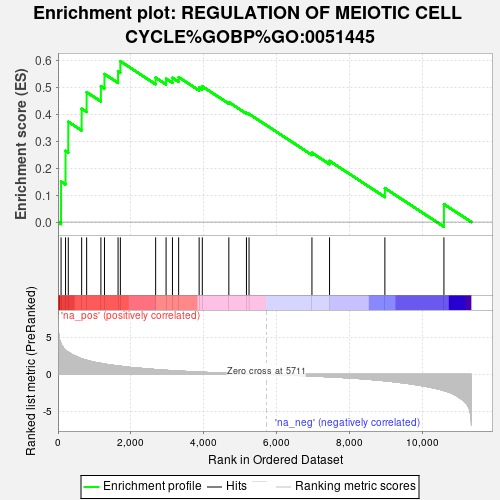 Enrichment plot: REGULATION OF MEIOTIC CELL
CYCLE%GOBP%GO:0051445
Enrichment score (ES)
0.6
0.5
0.4
0.3
0.2
0.1
0.0
'na_pos' (positively correlated)
Ranked list metric (PreRanked)
5
0
-5
Zero cross at 5711
'na_neg' (negatively correlated)
0 2,000 4,000 6,000 8,000 10,000
Rank in Ordered Dataset
Enrichment profile Hits Ranking metric scores